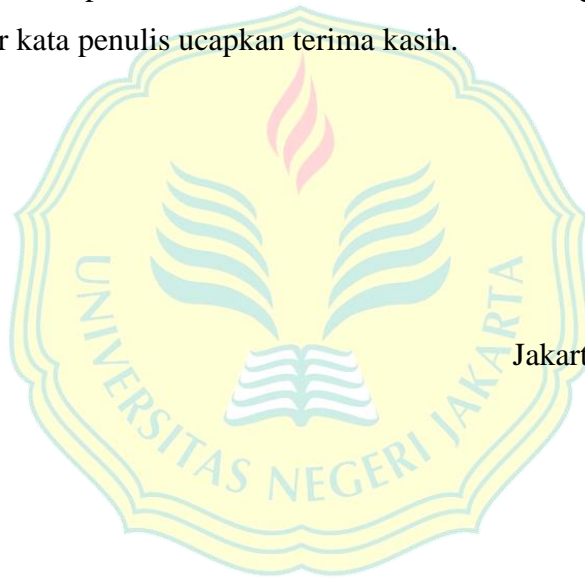 r kata penulis ucapkan terima kasih.
Jakart
UNIVERSITAS NEGERI JAKARTA